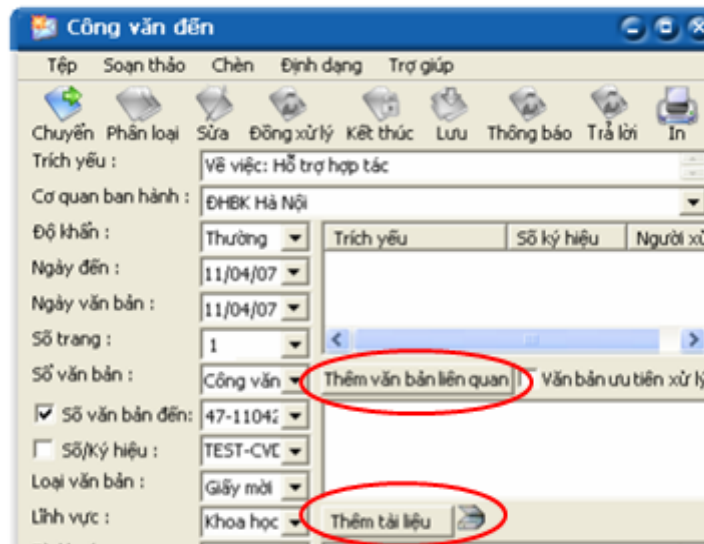 Công văn đến
Tệp Soạn thảo Chèn Định dạng Trợ giúp
Chuyển Phân loại Sửa Đồng xử lý Kết thúc Lưu Thông báo Trả lời In
Trích yếu : Về việc: Hỗ trợ hợp tác
Cơ quan ban hành : ĐHBK Hà Nội
Độ khẩn : Thường Trích yếu Số ký hiệu Người xử
Ngày đến : 11/04/07
Ngày văn bản : 11/04/07
Số trang : 1
Sổ văn bản : Công văn Thêm văn bản liên quan Văn bản ưu tiên xử lý
Số văn bản đến: 47-11042
Số/Ký hiệu : TEST-CVĐ
Loại văn bản : Giấy mời
Lĩnh vực : Khoa học Thêm tài liệu